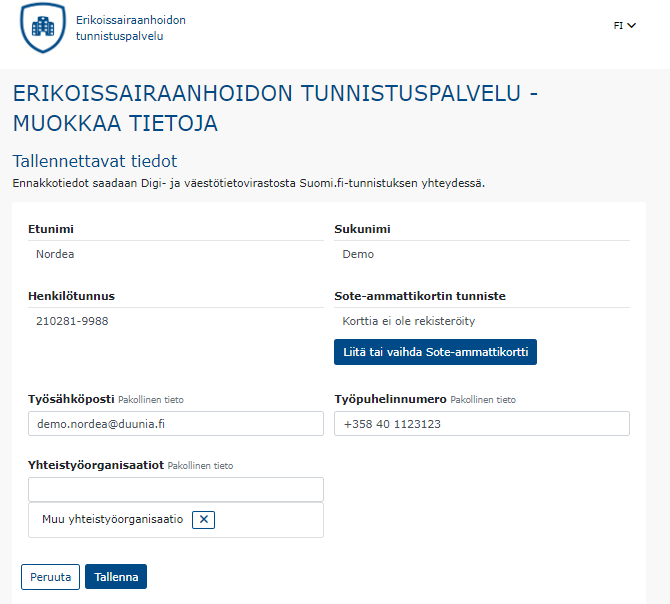 Erikoissairaanhoidon
tunnistuspalvelu
FI
ERIKOISSAIRAANHOIDON TUNNISTUSPALVELU -
MUOKKAA TIETOJA
Tallennettavat tiedot
Ennakkotiedot saadaan Digi- ja väestötietovirastosta Suomi.fi-tunnistuksen yhteydessä.
Etunimi
Nordea
Sukunimi
Demo
Henkilötunnus
210281-9988
Sote-ammattikortin tunniste
Korttia ei ole rekisteröity
Liitä tai vaihda Sote-ammattikortti
Työsähköposti Pakollinen tieto
demo.nordea@duunia.fi
Työpuhelinnumero Pakollinen tieto
+358 40 1123123
Yhteistyöorganisaatiot Pakollinen tieto
Muu yhteistyöorganisaatio ✕
Peruuta Tallenna